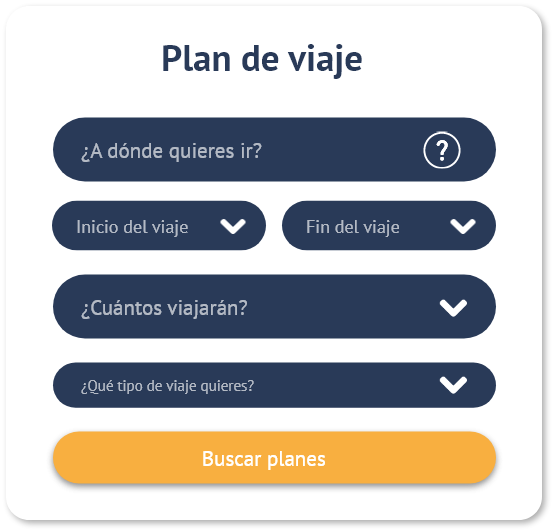 Plan de viaje
¿A dónde quieres ir? ?
Inicio del viaje
Fin del viaje
¿Cuántos viajarán?
¿Qué tipo de viaje quieres?
Buscar planes